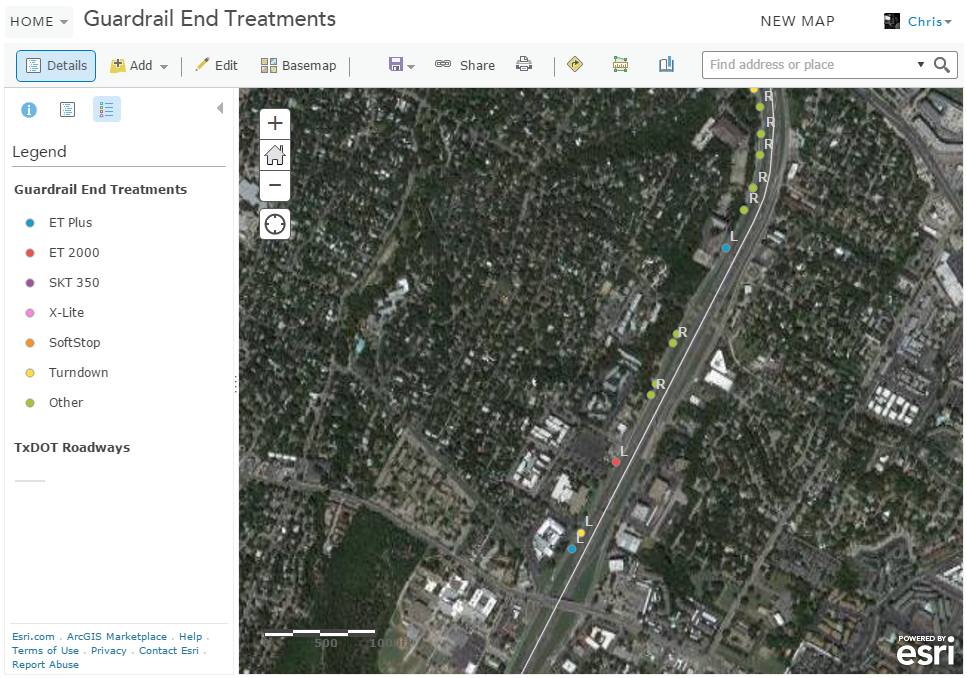 HOME Guardrail End Treatments NEW MAP Chris
Details Add Edit Basemap Share Find address or place
Legend
Guardrail End Treatments
ET Plus
ET 2000
SKT 350
X-Lite
SoftStop
Turndown
Other
TxDOT Roadways
Esri.com . ArcGIS Marketplace . Help .
Terms of Use . Privacy . Contact Esri .
Report Abuse
R
R
R
R
R
L
R
R
L
L
L
500 1000ft
POWERED BY
esri